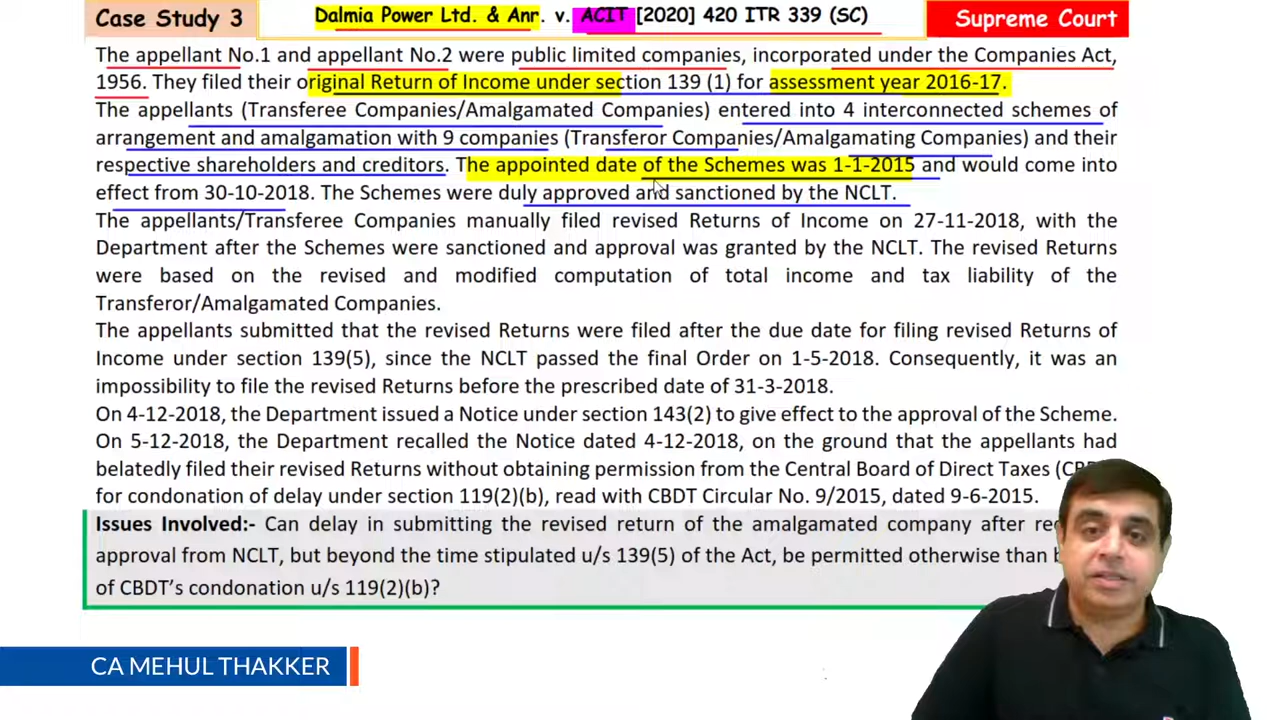 Case Study 3
Dalmia Power Ltd. & Anr. v. ACIT [2020] 420 ITR 339 (SC)
Supreme Court
The appellant No.1 and appellant No.2 were public limited companies, incorporated under the Companies Act,
1956. They filed their original Return of Income under section 139 (1) for assessment year 2016-17.
The appellants (Transferee Companies/Amalgamated Companies) entered into 4 interconnected schemes of
arrangement and amalgamation with 9 companies (Transferor Companies/Amalgamating Companies) and their
respective shareholders and creditors. The appointed date of the Schemes was 1-1-2015 and would come into
effect from 30-10-2018. The Schemes were duly approved and sanctioned by the NCLT.
The appellants/Transferee Companies manually filed revised Returns of Income on 27-11-2018, with the
Department after the Schemes were sanctioned and approval was granted by the NCLT. The revised Returns
were based on the revised and modified computation of total income and tax liability of the
Transferor/Amalgamated Companies.
The appellants submitted that the revised Returns were filed after the due date for filing revised Returns of
Income under section 139(5), since the NCLT passed the final Order on 1-5-2018. Consequently, it was an
impossibility to file the revised Returns before the prescribed date of 31-3-2018.
On 4-12-2018, the Department issued a Notice under section 143(2) to give effect to the approval of the Scheme.
On 5-12-2018, the Department recalled the Notice dated 4-12-2018, on the ground that the appellants had
belatedly filed their revised Returns without obtaining permission from the Central Board of Direct Taxes
for condonation of delay under section 119(2)(b), read with CBDT Circular No. 9/2015, dated 9-6-2015.
Issues Involved:- Can delay in submitting the revised return of the amalgamated company after
approval from NCLT, but beyond the time stipulated u/s 139(5) of the Act, be permitted otherwise than
of CBDT's condonation u/s 119(2)(b)?
CA MEHUL THAKKER